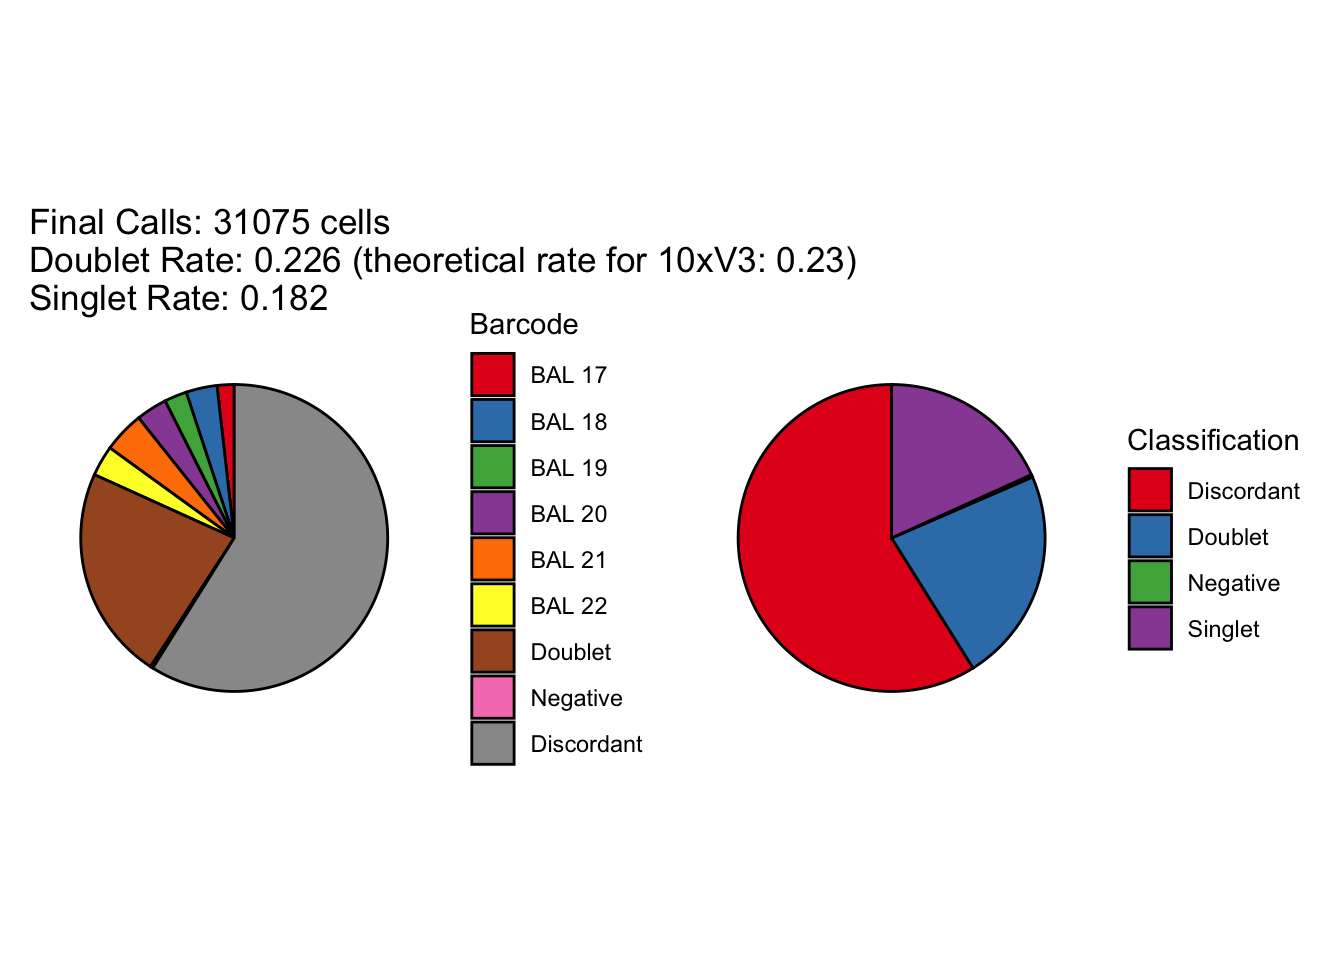 Final Calls: 31075 cells
Doublet Rate: 0.226 (theoretical rate for 10xV3: 0.23)
Singlet Rate: 0.182
Barcode
BAL 17
BAL 18
BAL 19
BAL 20
BAL 21
BAL 22
Doublet
Negative
Discordant
Classification
Discordant
Doublet
Negative
Singlet